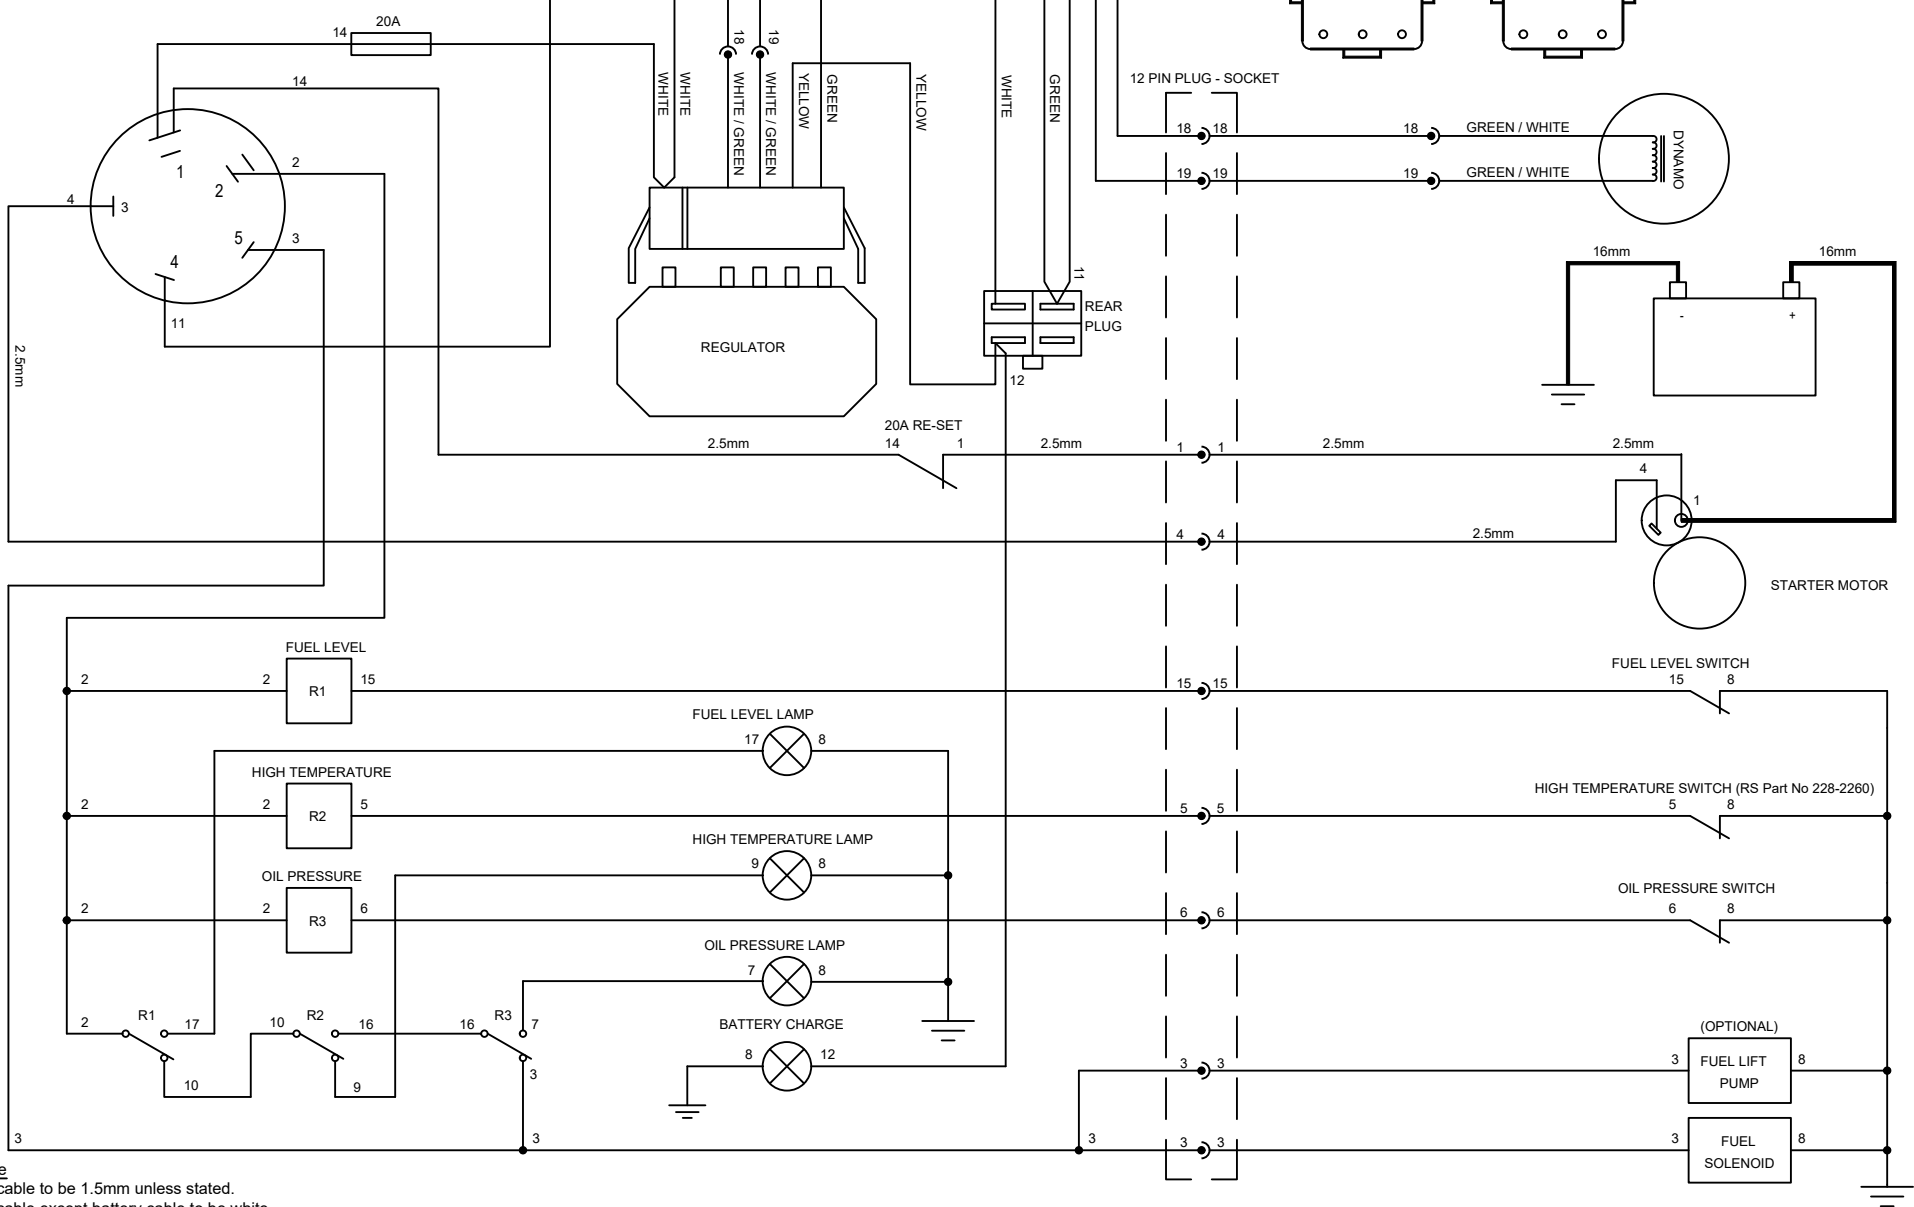 20A
14
14
1
2
2
4
3
5
3
4
11
2.5mm
WHITE
WHITE
18
19
WHITE / GREEN
WHITE / GREEN
YELLOW
GREEN
YELLOW
WHITE
GREEN
11
REAR
PLUG
12
REGULATOR
12 PIN PLUG - SOCKET
18 18
18
GREEN / WHITE
19 19
19
GREEN / WHITE
DYNAMO
16mm
16mm
-
+
20A RE-SET
2.5mm
14
1
2.5mm
1 1
2.5mm
2.5mm
4
1
4 4
2.5mm
STARTER MOTOR
FUEL LEVEL
2
2
R1
15
15 15
FUEL LEVEL SWITCH
15
8
FUEL LEVEL LAMP
17
8
HIGH TEMPERATURE
2
2
R2
5
5 5
HIGH TEMPERATURE SWITCH (RS Part No 228-2260)
5
8
HIGH TEMPERATURE LAMP
9
8
OIL PRESSURE
2
2
R3
6
6 6
OIL PRESSURE SWITCH
6
8
OIL PRESSURE LAMP
7
8
2
R1
17
10
10
R2
16
9
16
R3
7
3
BATTERY CHARGE
8
12
3 3
(OPTIONAL)
3
FUEL LIFT
PUMP
8
3
3
3
3 3
3
FUEL
SOLENOID
8
e
cable to be 1.5mm unless stated.
cable except battery cable to be white